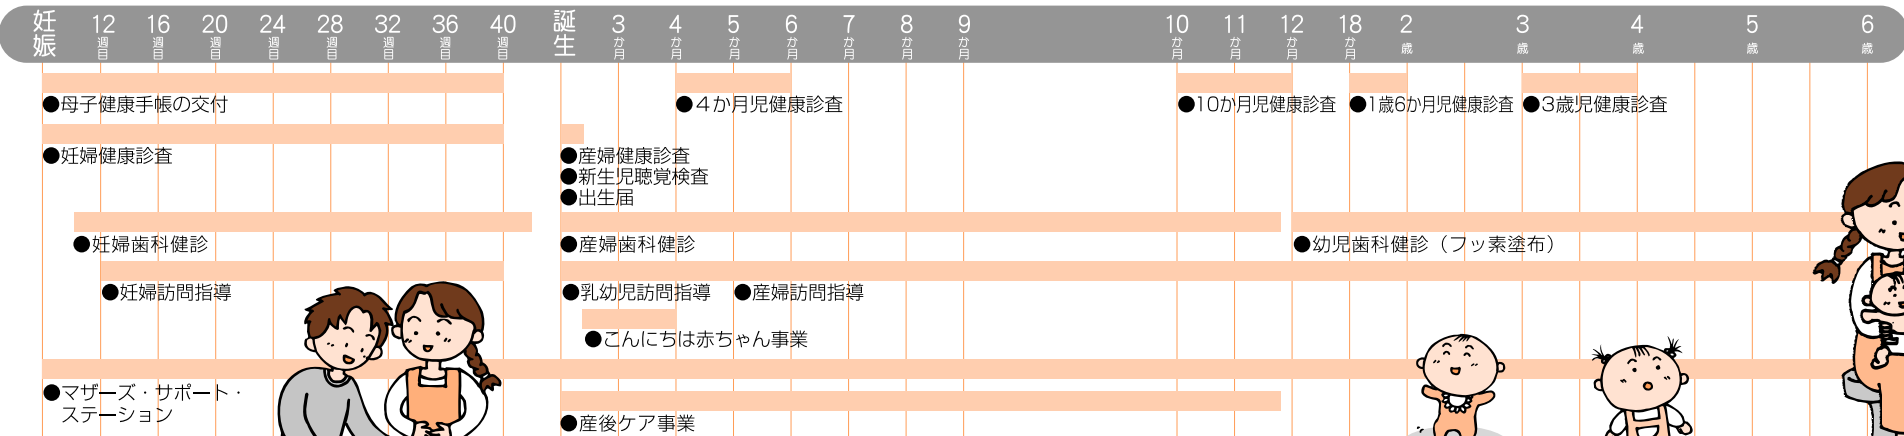 妊娠 12週目 16週目 20週目 24週目 28週目 32週目 36週目 40週目 誕生 3か月 4か月 5か月 6か月 7か月 8か月 9か月 10か月 11か月 12か月 18か月 2歳 3歳 4歳 5歳 6歳
●母子健康手帳の交付 ●4か月児健康診査 ●10か月児健康診査 ●1歳6か月児健康診査 ●3歳児健康診査
●妊婦健康診査 ●産婦健康診査
●新生児聴覚検査
●出生届
●妊婦歯科健診 ●産婦歯科健診 ●幼児歯科健診（フッ素塗布）
●妊婦訪問指導 ●乳幼児訪問指導 ●産婦訪問指導
●こんにちは赤ちゃん事業
●マザーズ・サポート・
ステーション
●産後ケア事業